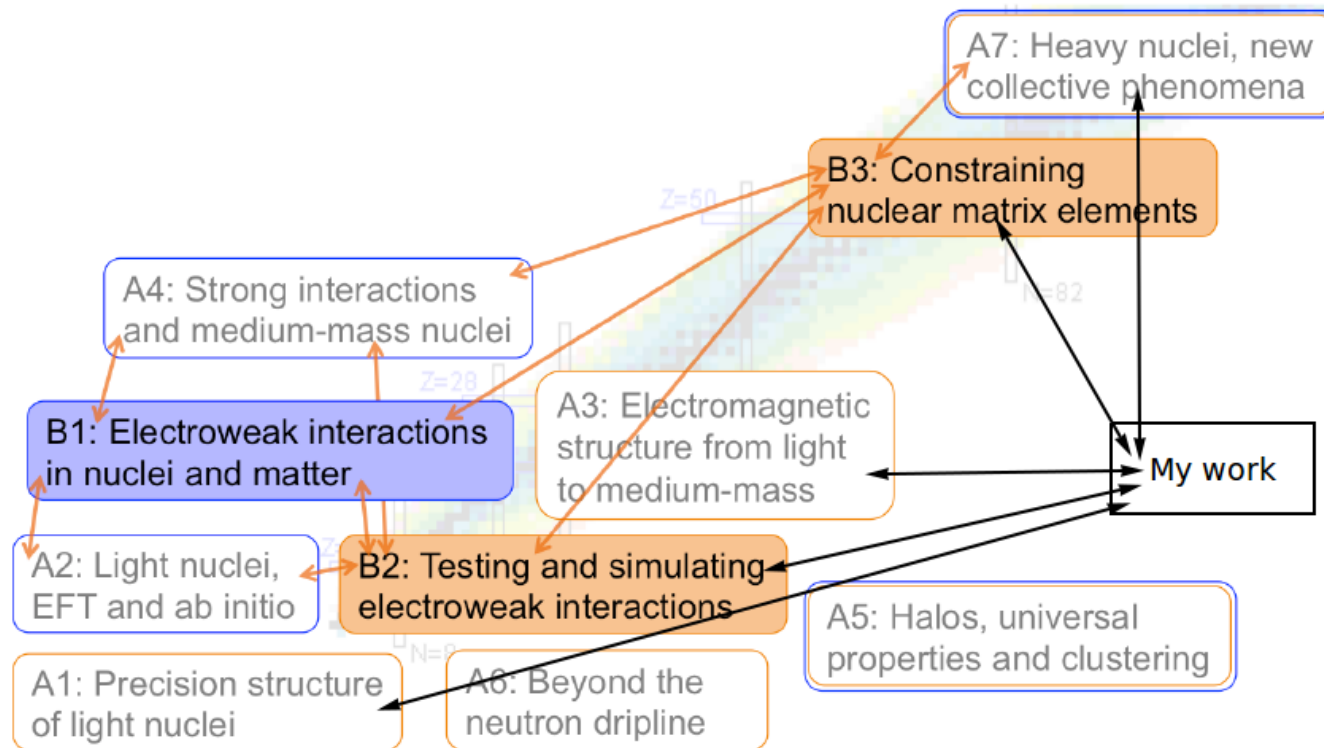 A7: Heavy nuclei, new
collective phenomena
B3: Constraining
nuclear matrix elements
Z=50
N=82
A4: Strong interactions
and medium-mass nuclei
Z=28
A3: Electromagnetic
structure from light
to medium-mass
B1: Electroweak interactions
in nuclei and matter
My work
A2: Light nuclei,
EFT and ab initio
B2: Testing and simulating
electroweak interactions
A5: Halos, universal
properties and clustering
A1: Precision structure
of light nuclei
A6: Beyond the
neutron dripline